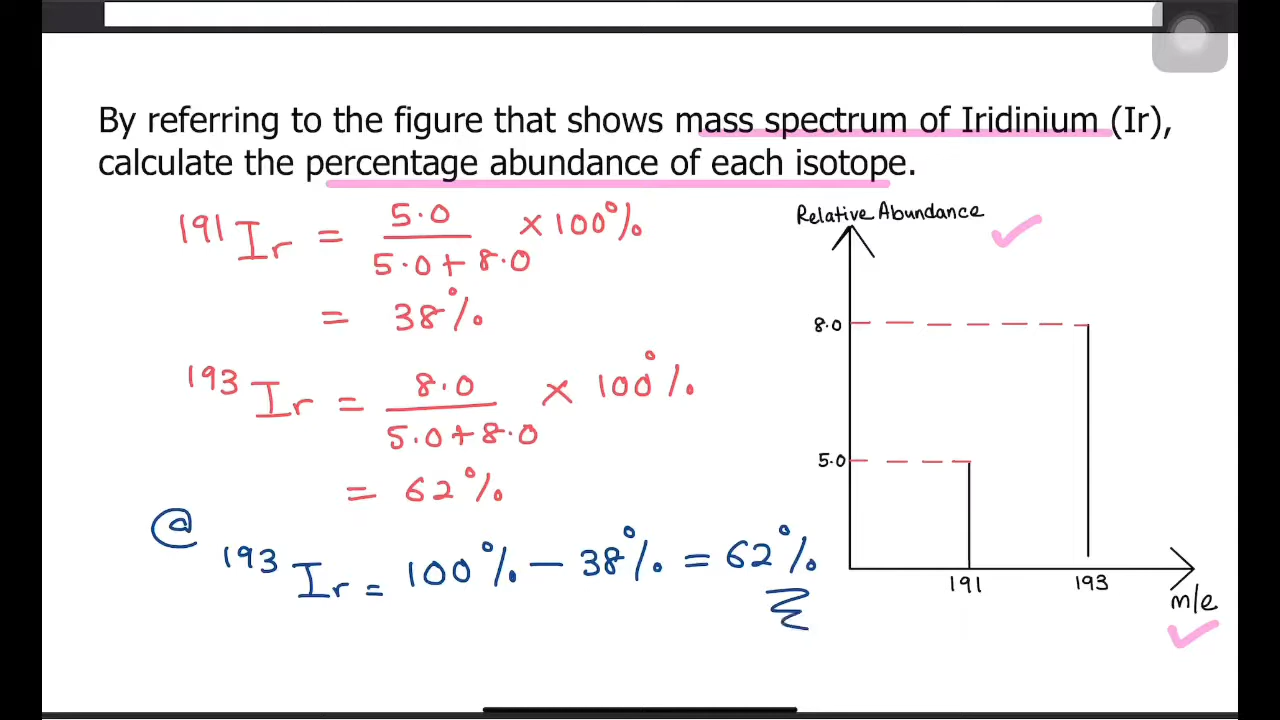 By referring to the figure that shows mass spectrum of Iridinium (Ir),
calculate the percentage abundance of each isotope.
¹⁹¹Ir = 5.0 / 5.0 + 8.0 × 100%
= 38%
¹⁹³Ir = 8.0 / 5.0 + 8.0 × 100%
= 62%
@
¹⁹³Ir = 100% − 38% = 62%
Relative Abundance
8.0
5.0
191 193
m/e